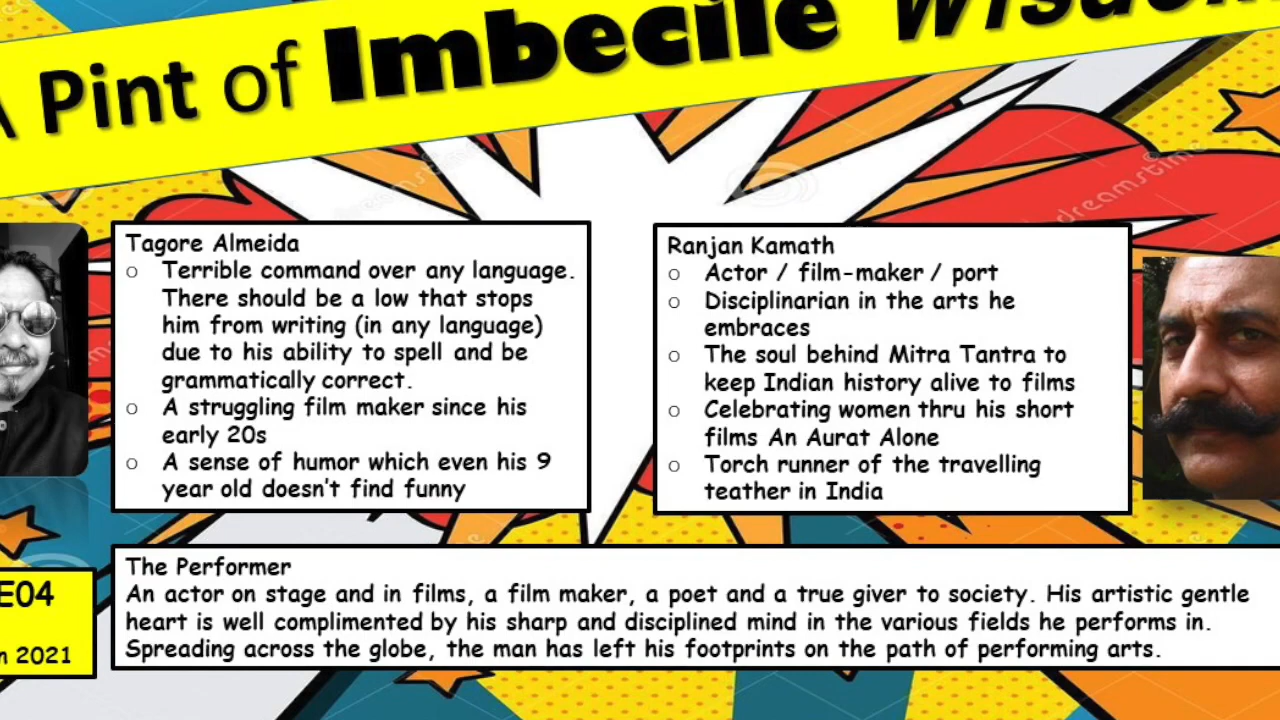 A Pint of Imbecile Wisdom
Tagore Almeida
o Terrible command over any language.
There should be a low that stops
him from writing (in any language)
due to his ability to spell and be
grammatically correct.
o A struggling film maker since his
early 20s
o A sense of humor which even his 9
year old doesn't find funny
Ranjan Kamath
o Actor / film-maker / port
o Disciplinarian in the arts he
embraces
o The soul behind Mitra Tantra to
keep Indian history alive to films
o Celebrating women thru his short
films An Aurat Alone
o Torch runner of the travelling
teather in India
The Performer
An actor on stage and in films, a film maker, a poet and a true giver to society. His artistic gentle
heart is well complimented by his sharp and disciplined mind in the various fields he performs in.
Spreading across the globe, the man has left his footprints on the path of performing arts.
E04
n 2021
dreamstime